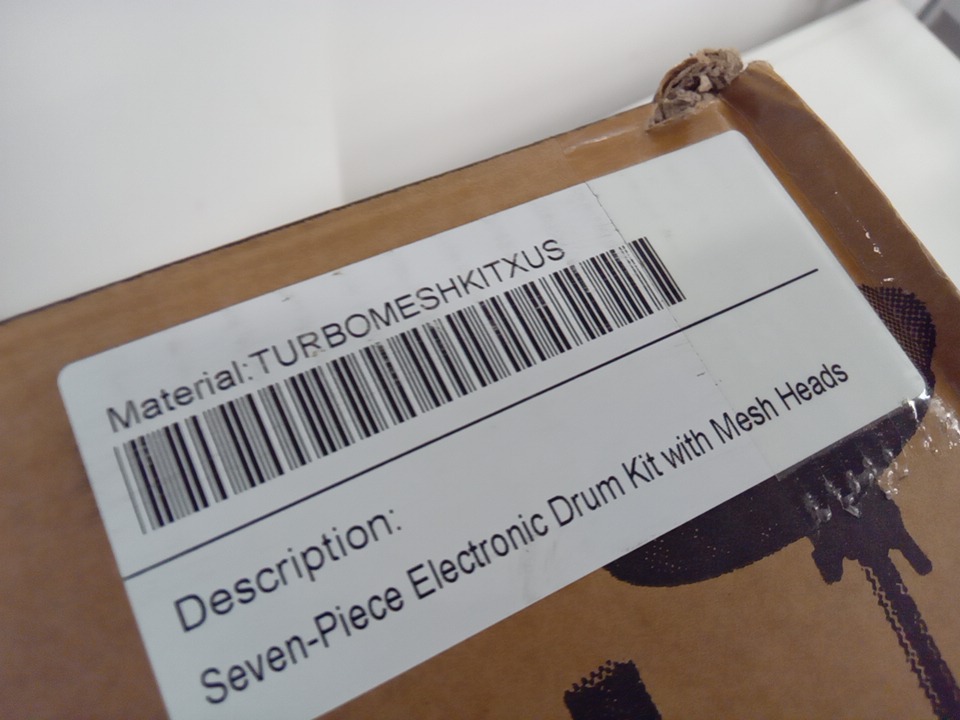 Material:TURBOMESHKITXUS
Description:
Seven-Piece Electronic Drum Kit with Mesh Heads